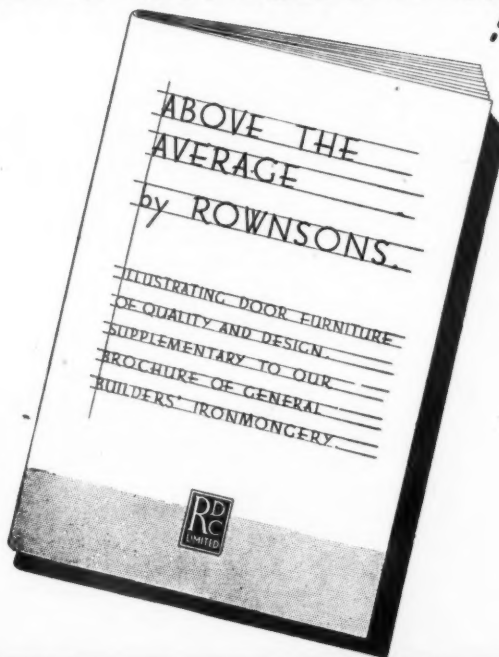 ABOVE THE
AVERAGE
by ROWNSONS.
ILLUSTRATING DOOR FURNITURE
OF QUALITY AND DESIGN.
SUPPLEMENTARY TO OUR
BROCHURE OF GENERAL
BUILDERS' IRONMONGERY.
RDC
LIMITED